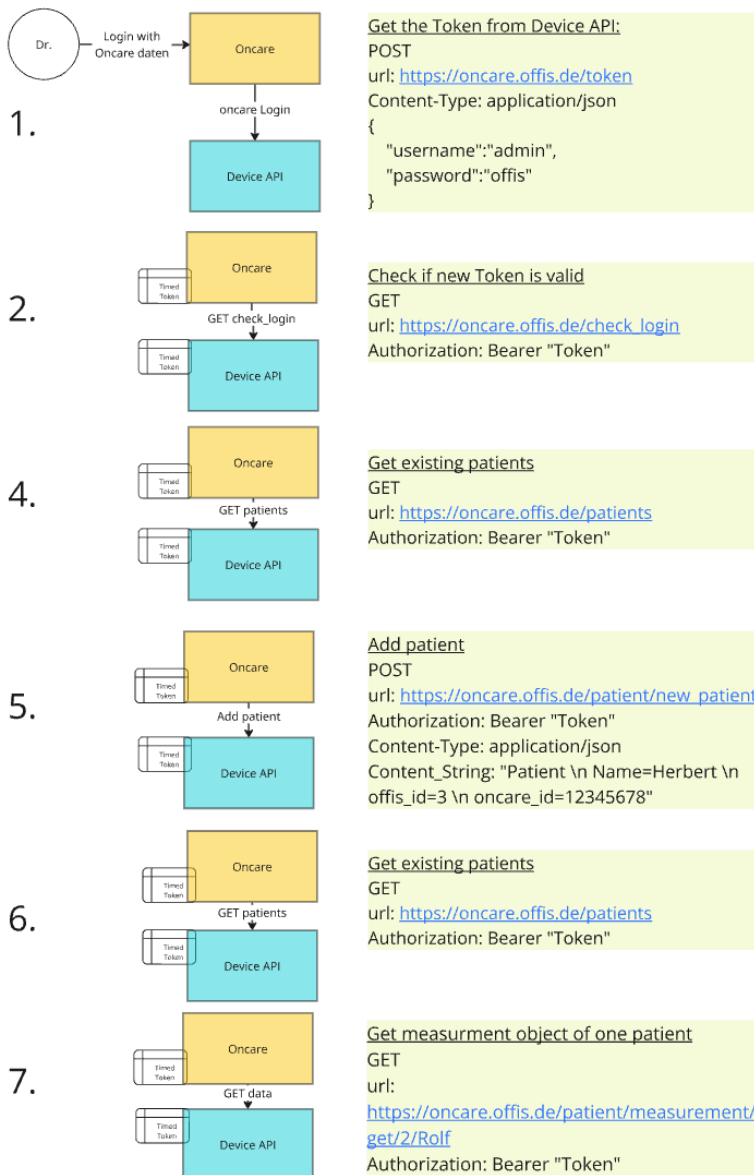 Dr.
Login with
Oncare daten
Oncare
1.
oncare Login
Device API
Get the Token from Device API:
POST
url: https://oncare.offis.de/token
Content-Type: application/json
{
"username":"admin",
"password":"offis"
}
2.
Oncare
Timed
Token
GET check_login
Timed
Token
Device API
Check if new Token is valid
GET
url: https://oncare.offis.de/check_login
Authorization: Bearer "Token"
4.
Oncare
Timed
Token
GET patients
Timed
Token
Device API
Get existing patients
GET
url: https://oncare.offis.de/patients
Authorization: Bearer "Token"
5.
Oncare
Timed
Token
Add patient
Timed
Token
Device API
Add patient
POST
url: https://oncare.offis.de/patient/new_patient
Authorization: Bearer "Token"
Content-Type: application/json
Content_String: "Patient \n Name=Herbert \n
offis_id=3 \n oncare_id=12345678"
6.
Oncare
Timed
Token
GET patients
Timed
Token
Device API
Get existing patients
GET
url: https://oncare.offis.de/patients
Authorization: Bearer "Token"
7.
Oncare
Timed
Token
GET data
Timed
Token
Device API
Get measurment object of one patient
GET
url:
https://oncare.offis.de/patient/measurement/
get/2/Rolf
Authorization: Bearer "Token"